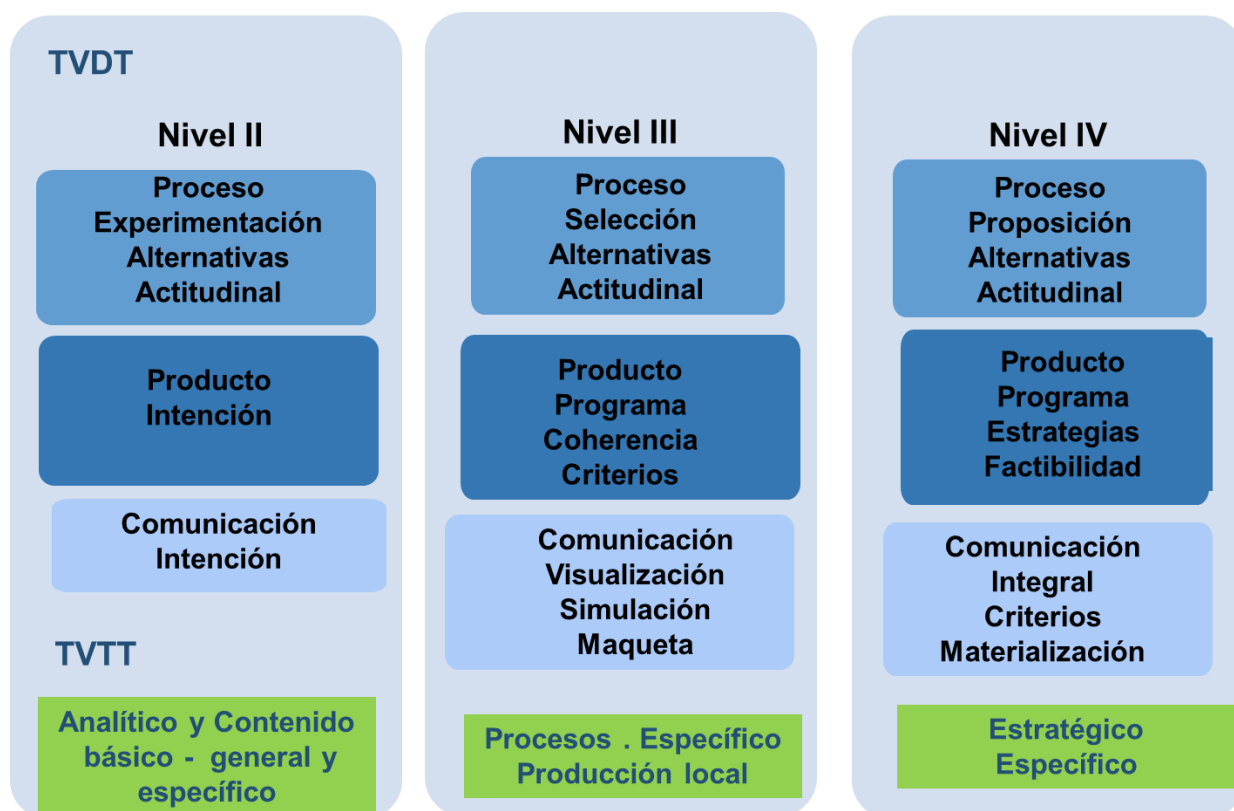 TVDT
Nivel II
Proceso
Experimentación
Alternativas
Actitudinal
Producto
Intención
Comunicación
Intención
TVTT
Analítico y Contenido
básico - general y
específico
Nivel III
Proceso
Selección
Alternativas
Actitudinal
Producto
Programa
Coherencia
Criterios
Comunicación
Visualización
Simulación
Maqueta
Procesos . Específico
Producción local
Nivel IV
Proceso
Proposición
Alternativas
Actitudinal
Producto
Programa
Estrategias
Factibilidad
Comunicación
Integral
Criterios
Materialización
Estratégico
Específico